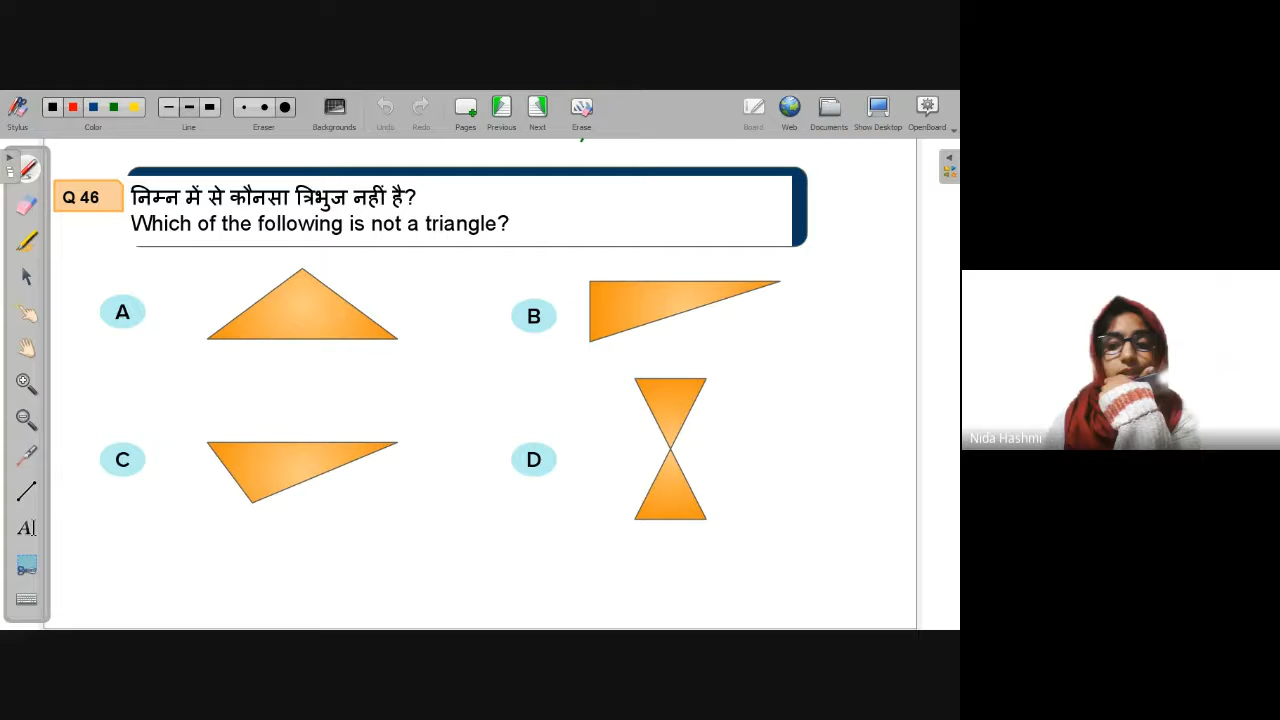 Stylus
Color
Line
Eraser
Backgrounds
Undo
Redo
Pages
Previous
Next
Erase
Board
Web
Documents
Show Desktop
OpenBoard
Q 46
निम्न में से कौनसा त्रिभुज नहीं है?
Which of the following is not a triangle?
A
B
C
D
A
Nida Hashmi